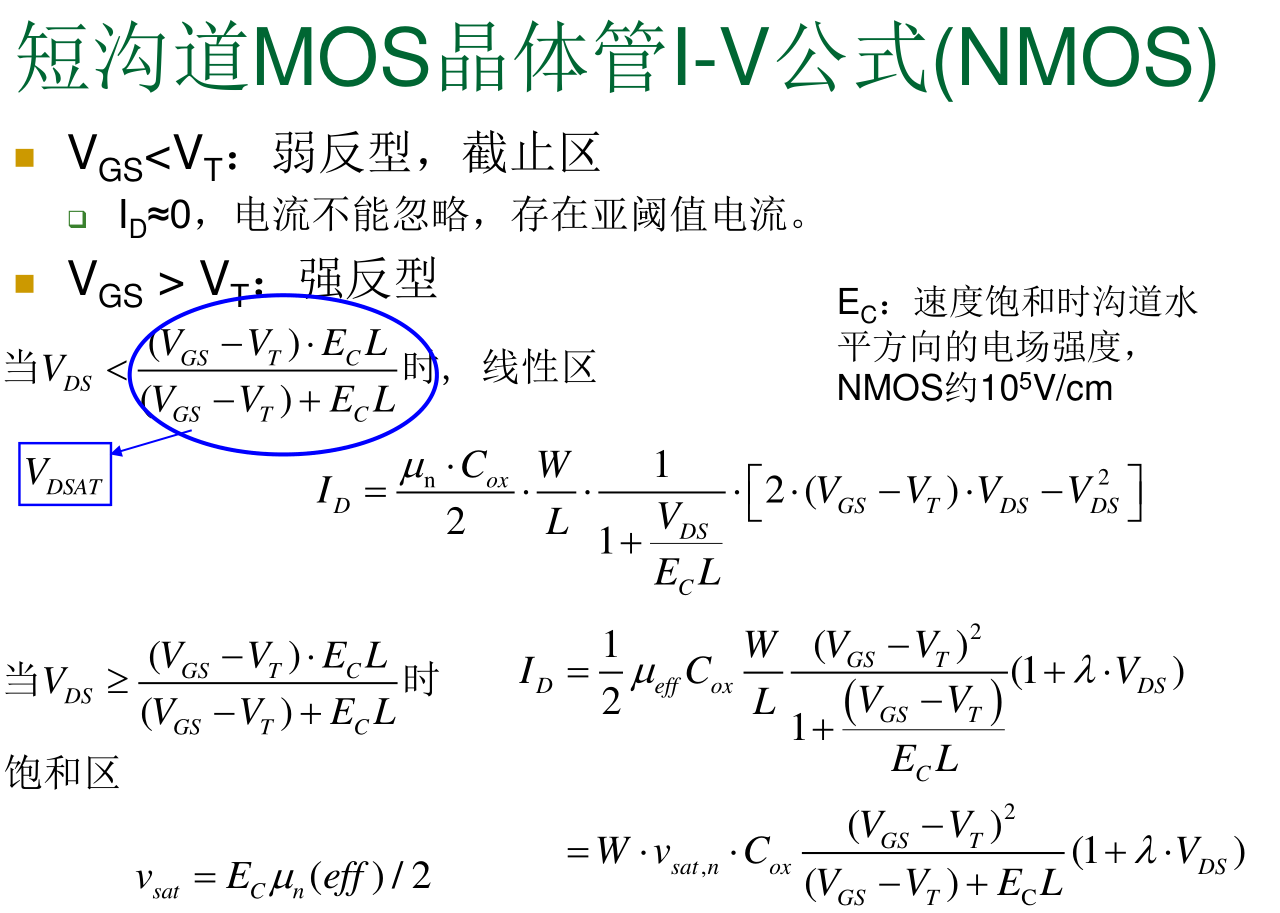 短沟道MOS晶体管I-V公式(NMOS)
V_{GS}<V_T：弱反型，截止区
I_D≈0，电流不能忽略，存在亚阈值电流。
V_{GS} > V_T：强反型
E_C：速度饱和时沟道水
平方向的电场强度，
NMOS约10^5V/cm
当V_{DS} < \frac{(V_{GS} - V_T) \cdot E_C L}{(V_{GS} - V_T) + E_C L}时, 线性区
V_{DSAT}
I_D = \frac{\mu_n \cdot C_{ox}}{2} \cdot \frac{W}{L} \cdot \frac{1}{1 + \frac{V_{DS}}{E_C L}} \cdot \left[ 2 \cdot (V_{GS} - V_T) \cdot V_{DS} - V_{DS}^2 \right]
当V_{DS} \geq \frac{(V_{GS} - V_T) \cdot E_C L}{(V_{GS} - V_T) + E_C L}时
饱和区
I_D = \frac{1}{2} \mu_{eff} C_{ox} \frac{W}{L} \frac{(V_{GS} - V_T)^2}{1 + \frac{(V_{GS} - V_T)}{E_C L}} (1 + \lambda \cdot V_{DS})
= W \cdot v_{sat,n} \cdot C_{ox} \frac{(V_{GS} - V_T)^2}{(V_{GS} - V_T) + E_C L} (1 + \lambda \cdot V_{DS})
v_{sat} = E_C \mu_n (eff) / 2